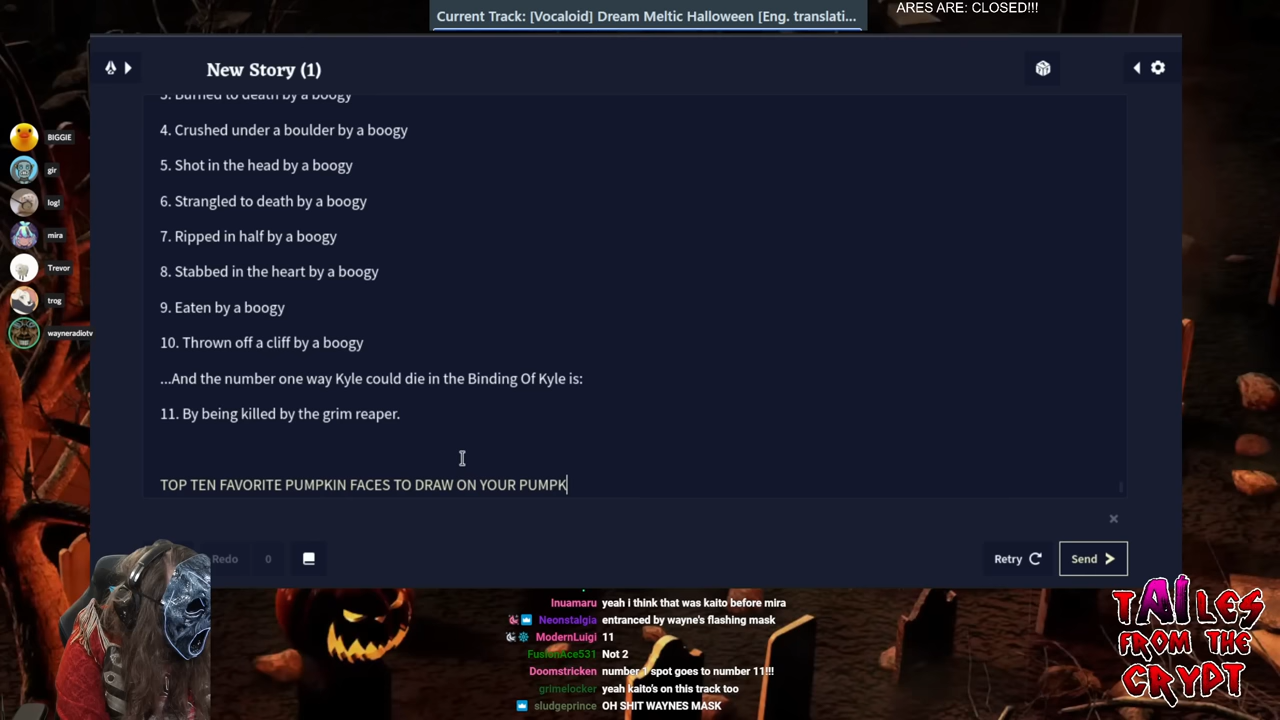 Current Track: [Vocaloid] Dream Meltic Halloween [Eng. translati...
ARES ARE: CLOSED!!!
New Story (1)
3. Burned to death by a boogy
4. Crushed under a boulder by a boogy
5. Shot in the head by a boogy
6. Strangled to death by a boogy
7. Ripped in half by a boogy
8. Stabbed in the heart by a boogy
9. Eaten by a boogy
10. Thrown off a cliff by a boogy
...And the number one way Kyle could die in the Binding Of Kyle is:
11. By being killed by the grim reaper.
TOP TEN FAVORITE PUMPKIN FACES TO DRAW ON YOUR PUMPK
BIGGIE
gir
log!
mira
Trevor
trog
wayneradiotv
Redo 0
Retry
Send
Inuamaru yeah i think that was kaito before mira
Neonstalgia entranced by wayne's flashing mask
ModernLuigi 11
FusionAce531 Not 2
Doomstricken number 1 spot goes to number 11!!!
grimelocker yeah kaito's on this track too
sludgeprince OH SHIT WAYNES MASK
TAILES
FROM THE
CRYPT